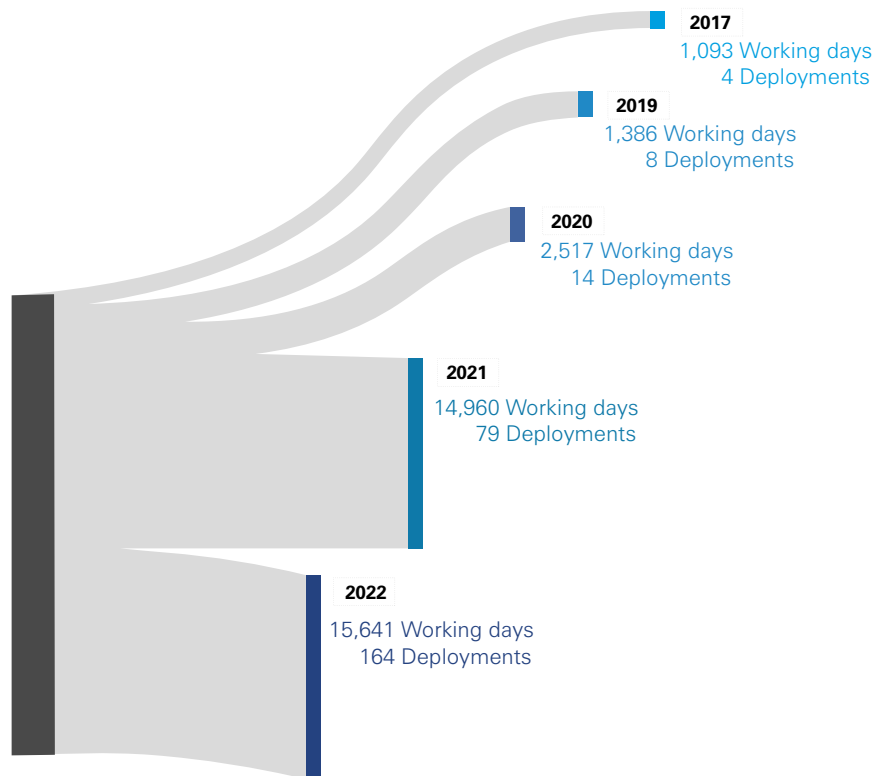 2017
1,093 Working days
4 Deployments
2019
1,386 Working days
8 Deployments
2020
2,517 Working days
14 Deployments
2021
14,960 Working days
79 Deployments
2022
15,641 Working days
164 Deployments